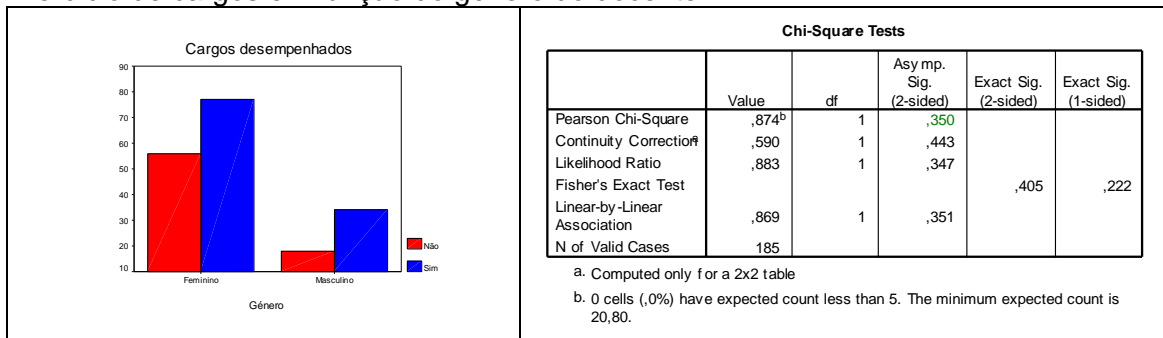 Cargos desempenhados
90
80
70
60
50
40
30
20
10
Feminino Masculino
Género
Não
Sim
Chi-Square Tests
Value df Asymp. Sig. (2-sided) Exact Sig. (2-sided) Exact Sig. (1-sided)
Pearson Chi-Square ,874b 1 ,350
Continuity Correctiona ,590 1 ,443
Likelihood Ratio ,883 1 ,347
Fisher's Exact Test ,405 ,222
Linear-by-Linear Association ,869 1 ,351
N of Valid Cases 185
a. Computed only for a 2x2 table
b. 0 cells (,0%) have expected count less than 5. The minimum expected count is
20,80.